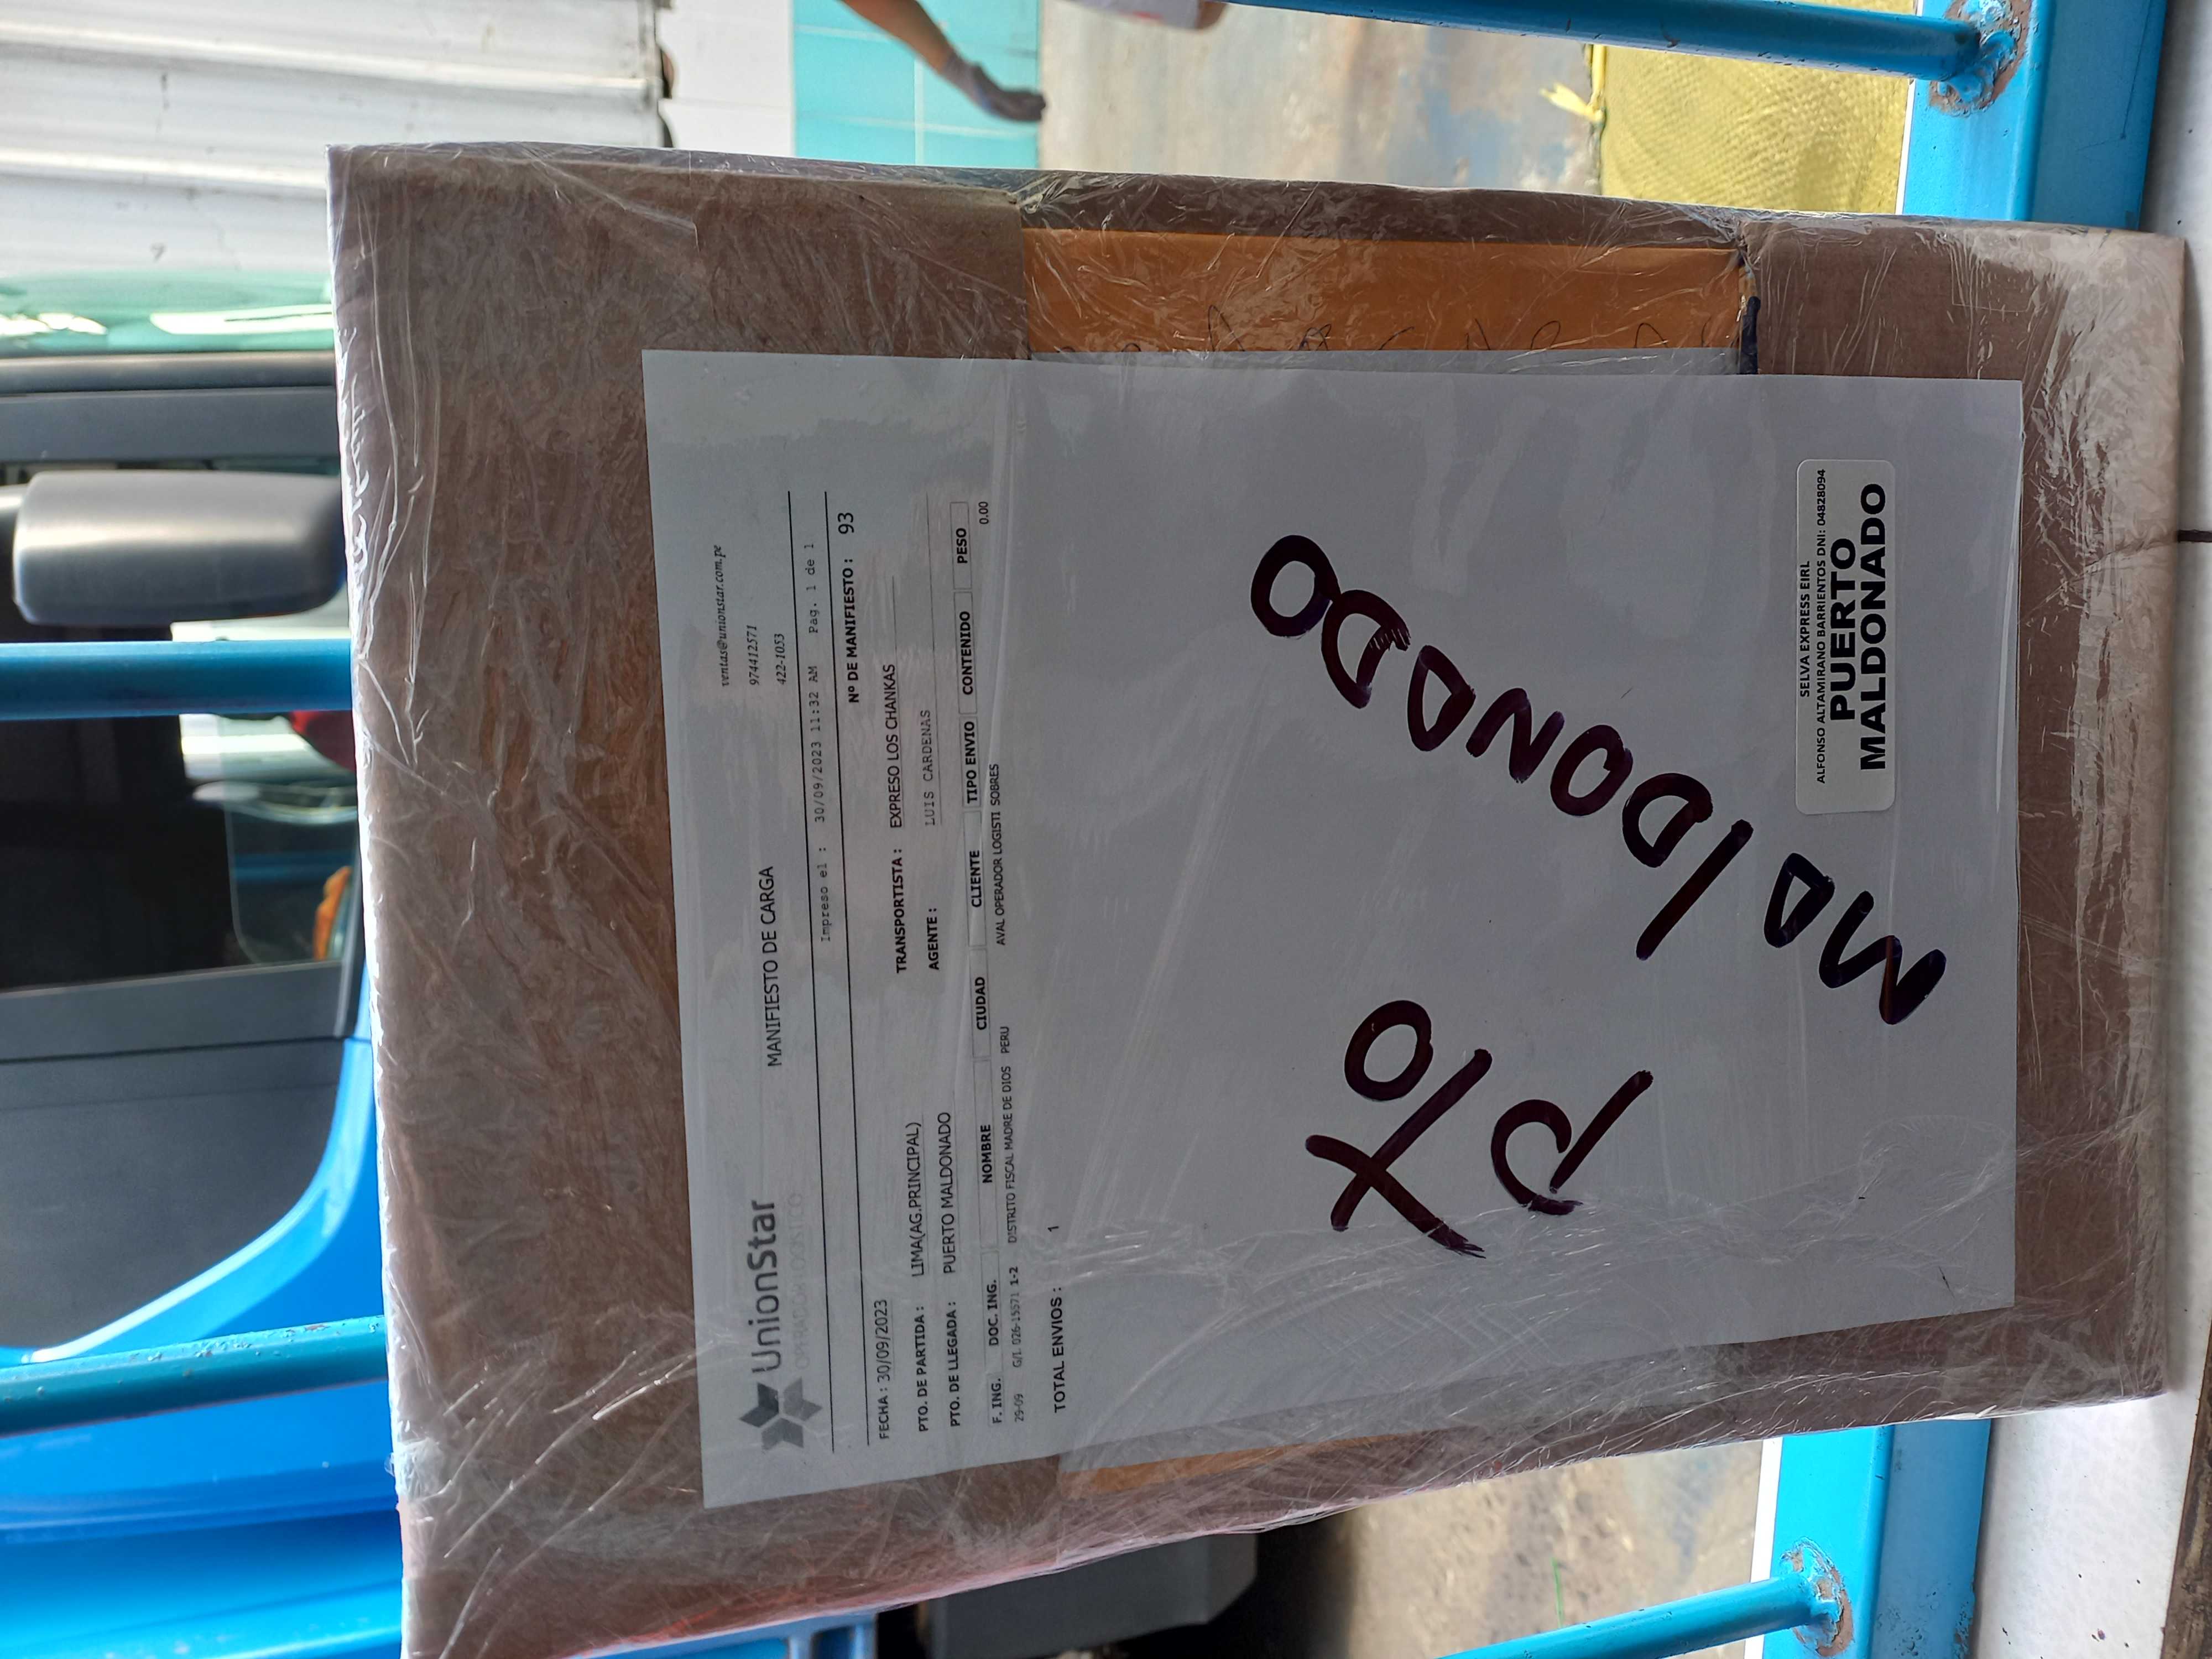 UnionStar
OPERADOR LOGISTICO
MANIFIESTO DE CARGA
ventas@unionstar.com.pe
974412571
422-1053
Impreso el : 30/09/2023 11:32 AM Pag. 1 de 1
FECHA : 30/09/2023
Nº DE MANIFIESTO : 93
PTO. DE PARTIDA : LIMA(AG.PRINCIPAL)
TRANSPORTISTA : EXPRESO LOS CHANKAS
PTO. DE LLEGADA : PUERTO MALDONADO
AGENTE : LUIS CARDENAS
F. ING. DOC. ING. NOMBRE CIUDAD CLIENTE TIPO ENVIO CONTENIDO PESO
29-09 G/L 026-15571 1-2 DISTRITO FISCAL MADRE DE DIOS PERU AVAL OPERADOR LOGISTI SOBRES 0.00
TOTAL ENVIOS : 1
Pto
MalDONADO
SELVA EXPRESS EIRL
ALFONSO ALTAMIRANO BARRIENTOS DNI: 04828094
PUERTO
MALDONADO